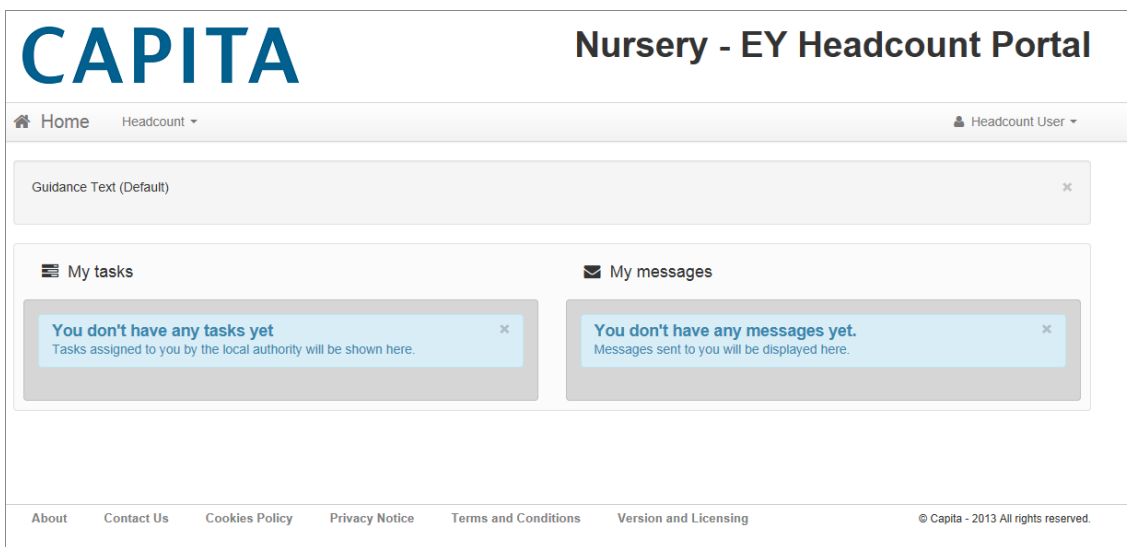 CAPITA
Nursery - EY Headcount Portal
Home Headcount Headcount User
Guidance Text (Default) ×
My tasks
You don't have any tasks yet ×
Tasks assigned to you by the local authority will be shown here.
My messages
You don't have any messages yet. ×
Messages sent to you will be displayed here.
About Contact Us Cookies Policy Privacy Notice Terms and Conditions Version and Licensing © Capita - 2013 All rights reserved.